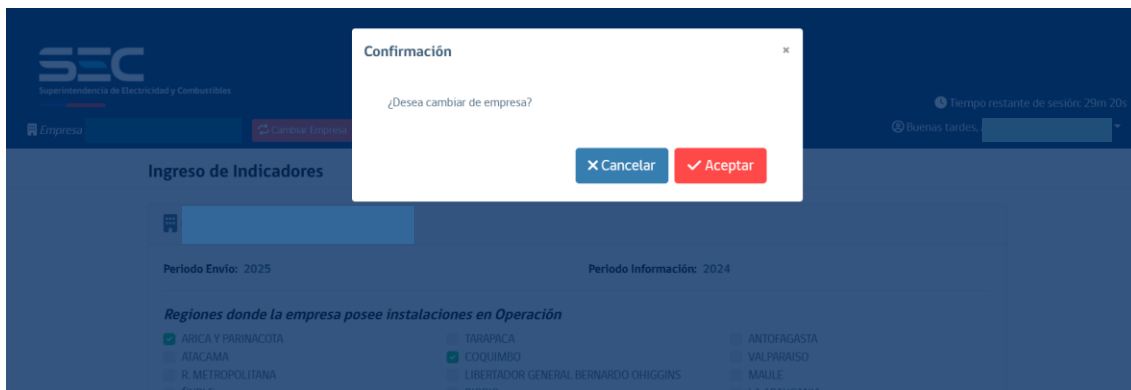 Confirmación ×
¿Desea cambiar de empresa?
SEC
Superintendencia de Electricidad y Combustibles
Tiempo restante de sesión: 29m 20s
Empresa Cambiar Empresa Buenas tardes,
Cancelar Aceptar
Ingreso de Indicadores
Periodo Envío: 2025 Periodo Información: 2024
Regiones donde la empresa posee instalaciones en Operación
ARICA Y PARINACOTA TARAPACA ANTOFAGASTA
ATACAMA COQUIMBO VALPARAISO
R. METROPOLITANA LIBERTADOR GENERAL BERNARDO OHIGGINS MAULE